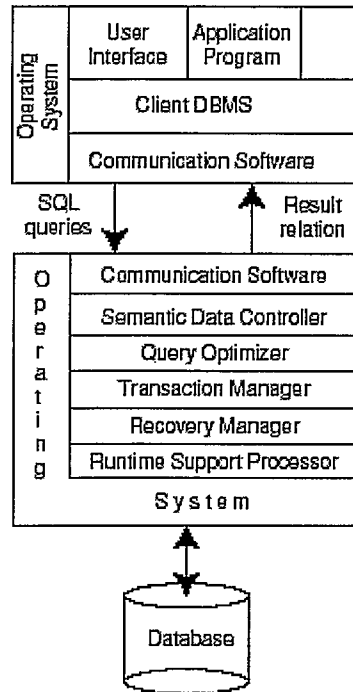 Operating
System
User
Interface
Application
Program
Client DBMS
Communication Software
SQL
queries
Result
relation
Operating
Communication Software
Semantic Data Controller
Query Optimizer
Transaction Manager
Recovery Manager
Runtime Support Processor
System
Database